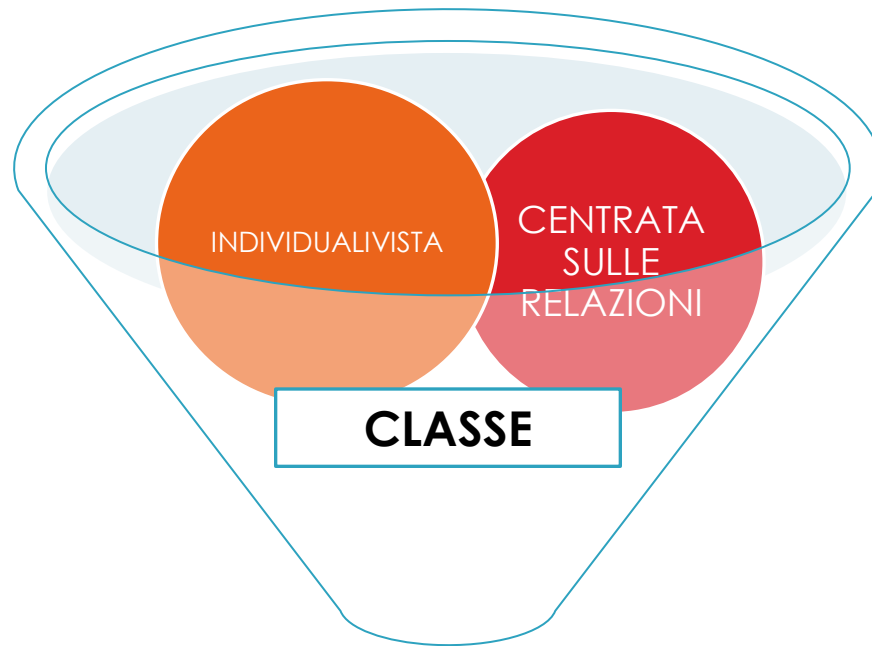 INDIVIDUALIVISTA
CENTRATA
SULLE
RELAZIONI
CLASSE